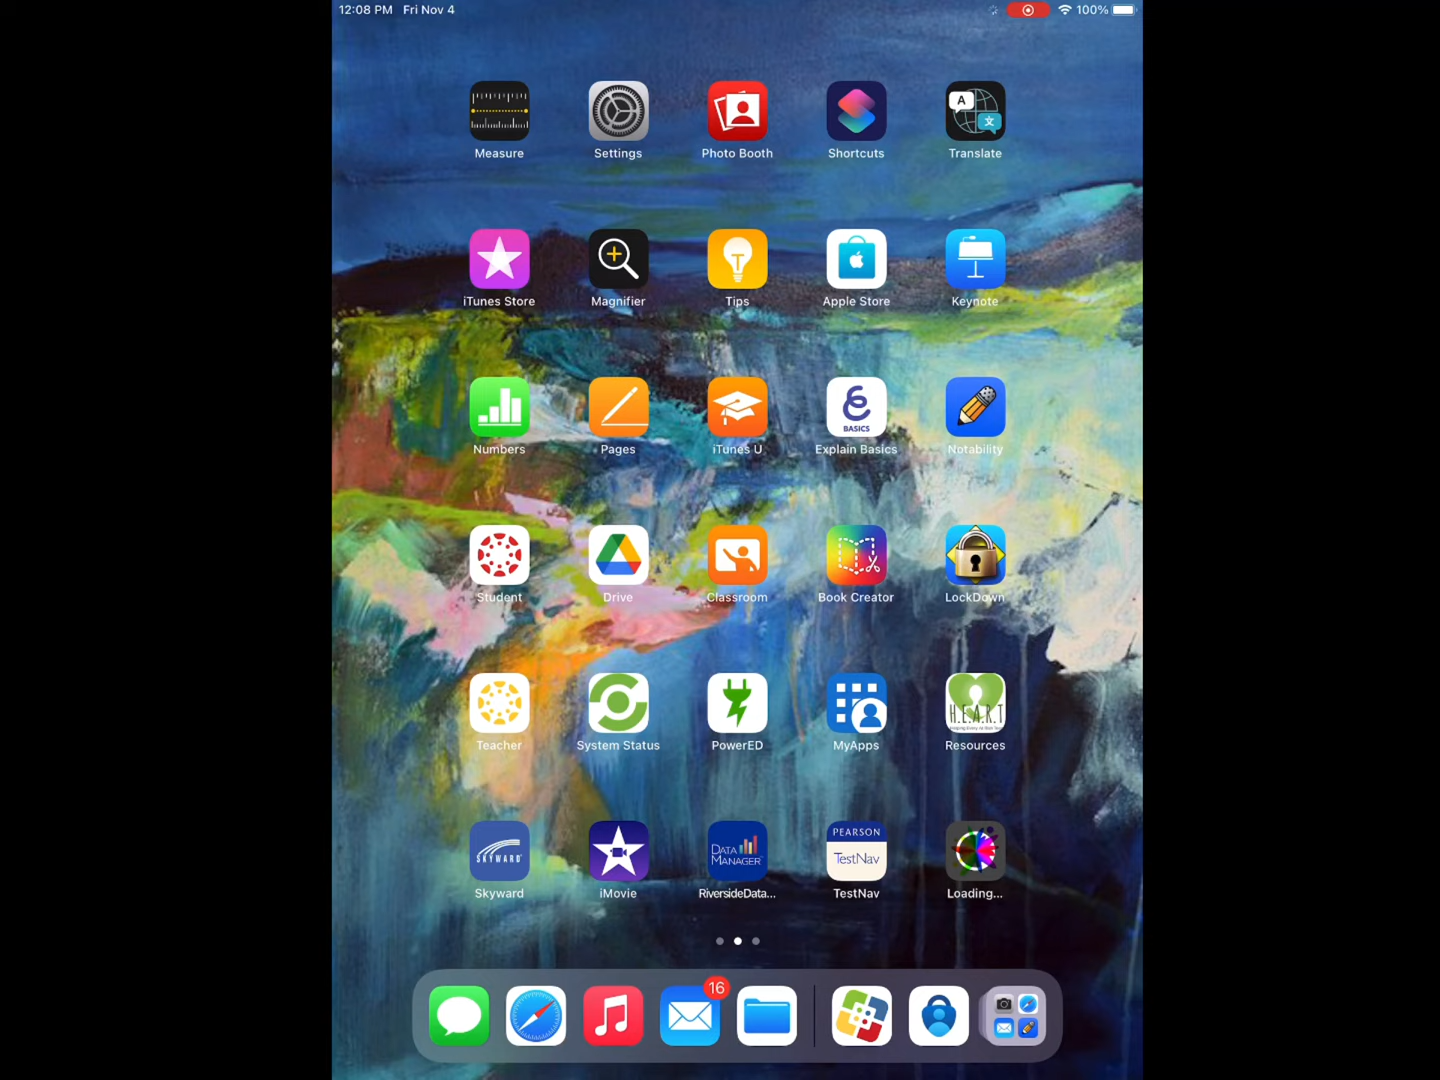 12:08 PM Fri Nov 4 100%
Measure Settings Photo Booth Shortcuts Translate
iTunes Store Magnifier Tips Apple Store Keynote
BASICS
Numbers Pages iTunes U Explain Basics Notability
Student Drive Classroom Book Creator LockDown
H.E.A.R.T
Teacher System Status PowerED MyApps Resources
SKYWARD DATA MANAGER PEARSON TestNav
Skyward iMovie RiversideData... TestNav Loading...
16